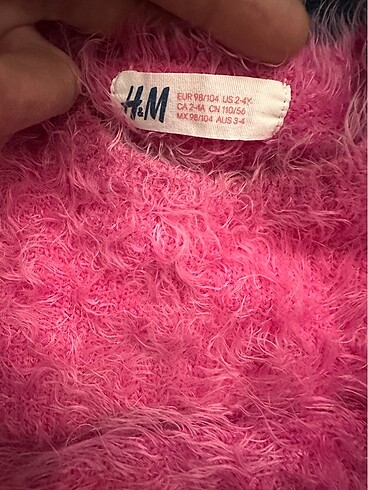 H&M
EUR 98/104 US 2-4Y
CA 2-4A CN 110/56
MX 98/104 AUS 3-4